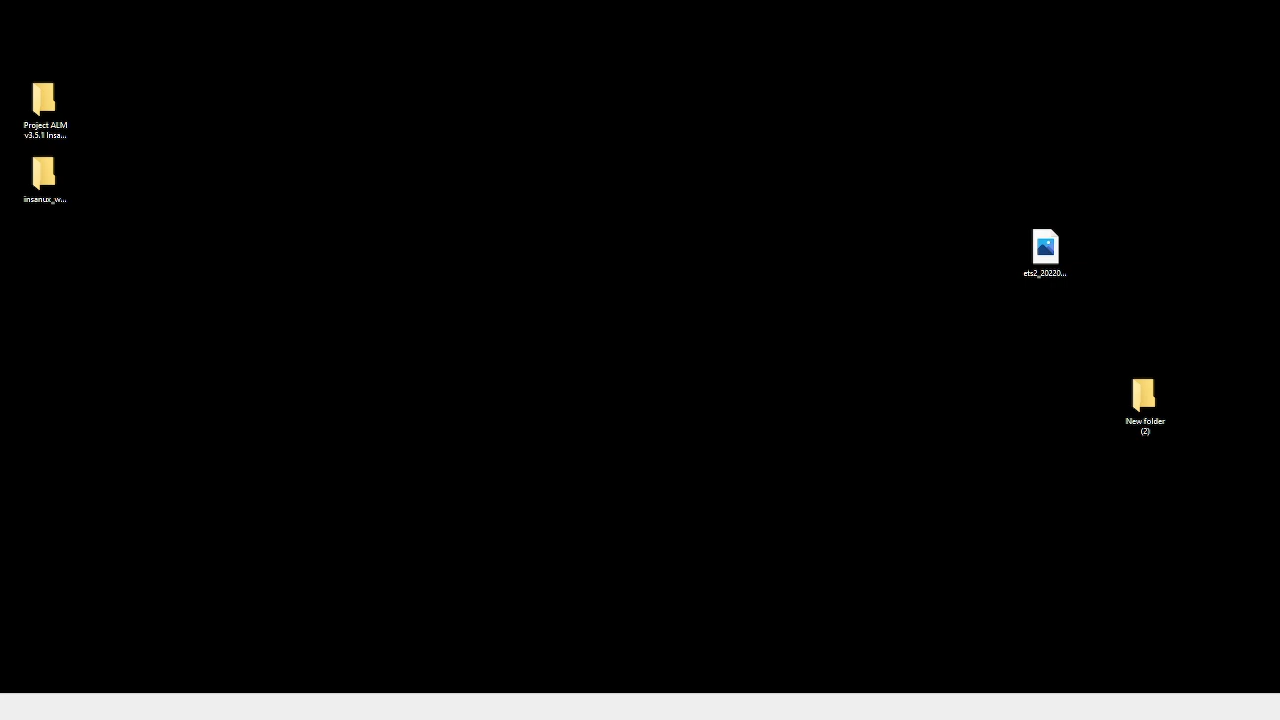 Project ALM
v3.5.1 Insa...
insanux_w...
ets2_20220...
New folder
(2)